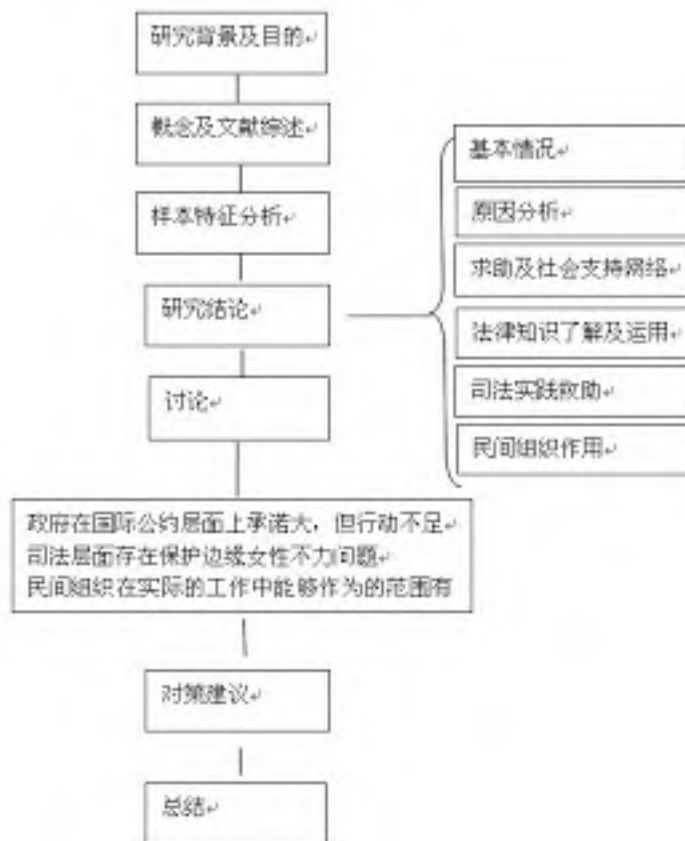 研究背景及目的
概念及文献综述
样本特征分析
研究结论
讨论
政府在国际公约层面上承诺大，但行动不足
司法层面存在保护边缘女性不力问题
民间组织在实际的工作中能够作为的范围有
对策建议
总结
基本情况
原因分析
求助及社会支持网络
法律知识了解及运用
司法实践救助
民间组织作用